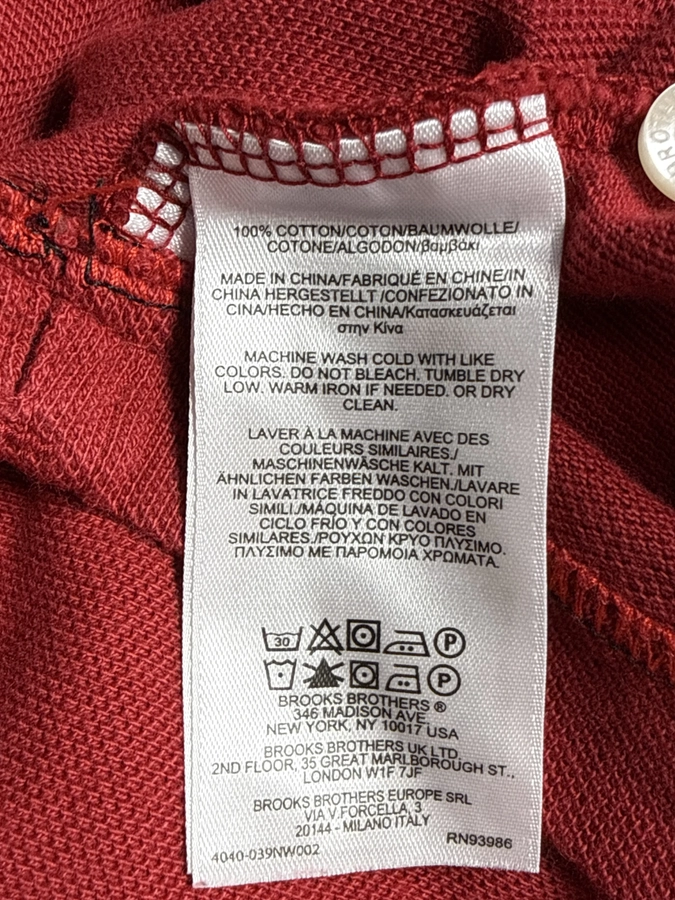 100% COTTON/COTON/BAUMWOLLE/
COTONE/ALGODON/βαμβάκι
MADE IN CHINA/FABRIQUÉ EN CHINE/IN
CHINA HERGESTELLT /CONFEZIONATO IN
CINA/HECHO EN CHINA/Κατασκευάζεται
στην Κίνα
MACHINE WASH COLD WITH LIKE
COLORS. DO NOT BLEACH. TUMBLE DRY
LOW. WARM IRON IF NEEDED. OR DRY
CLEAN.
LAVER À LA MACHINE AVEC DES
COULEURS SIMILAIRES./
MASCHINENWÄSCHE KALT. MIT
ÄHNLICHEN FARBEN WASCHEN./LAVARE
IN LAVATRICE FREDDO CON COLORI
SIMILI./MÁQUINA DE LAVADO EN
CICLO FRÍO Y CON COLORES
SIMILARES./ΡΟΥΧΩΝ ΚΡΥΟ ΠΛΥΣΙΜΟ.
ΠΛΥΣΙΜΟ ΜΕ ΠΑΡΟΜΟΙΑ ΧΡΩΜΑΤΑ.
30 P
P
BROOKS BROTHERS ®
346 MADISON AVE.
NEW YORK, NY 10017 USA
BROOKS BROTHERS UK LTD
2ND FLOOR, 35 GREAT MARLBOROUGH ST.,
LONDON W1F 7JF
BROOKS BROTHERS EUROPE SRL
VIA V.FORCELLA, 3
20144 - MILANO ITALY
4040-039NW002
RN93986